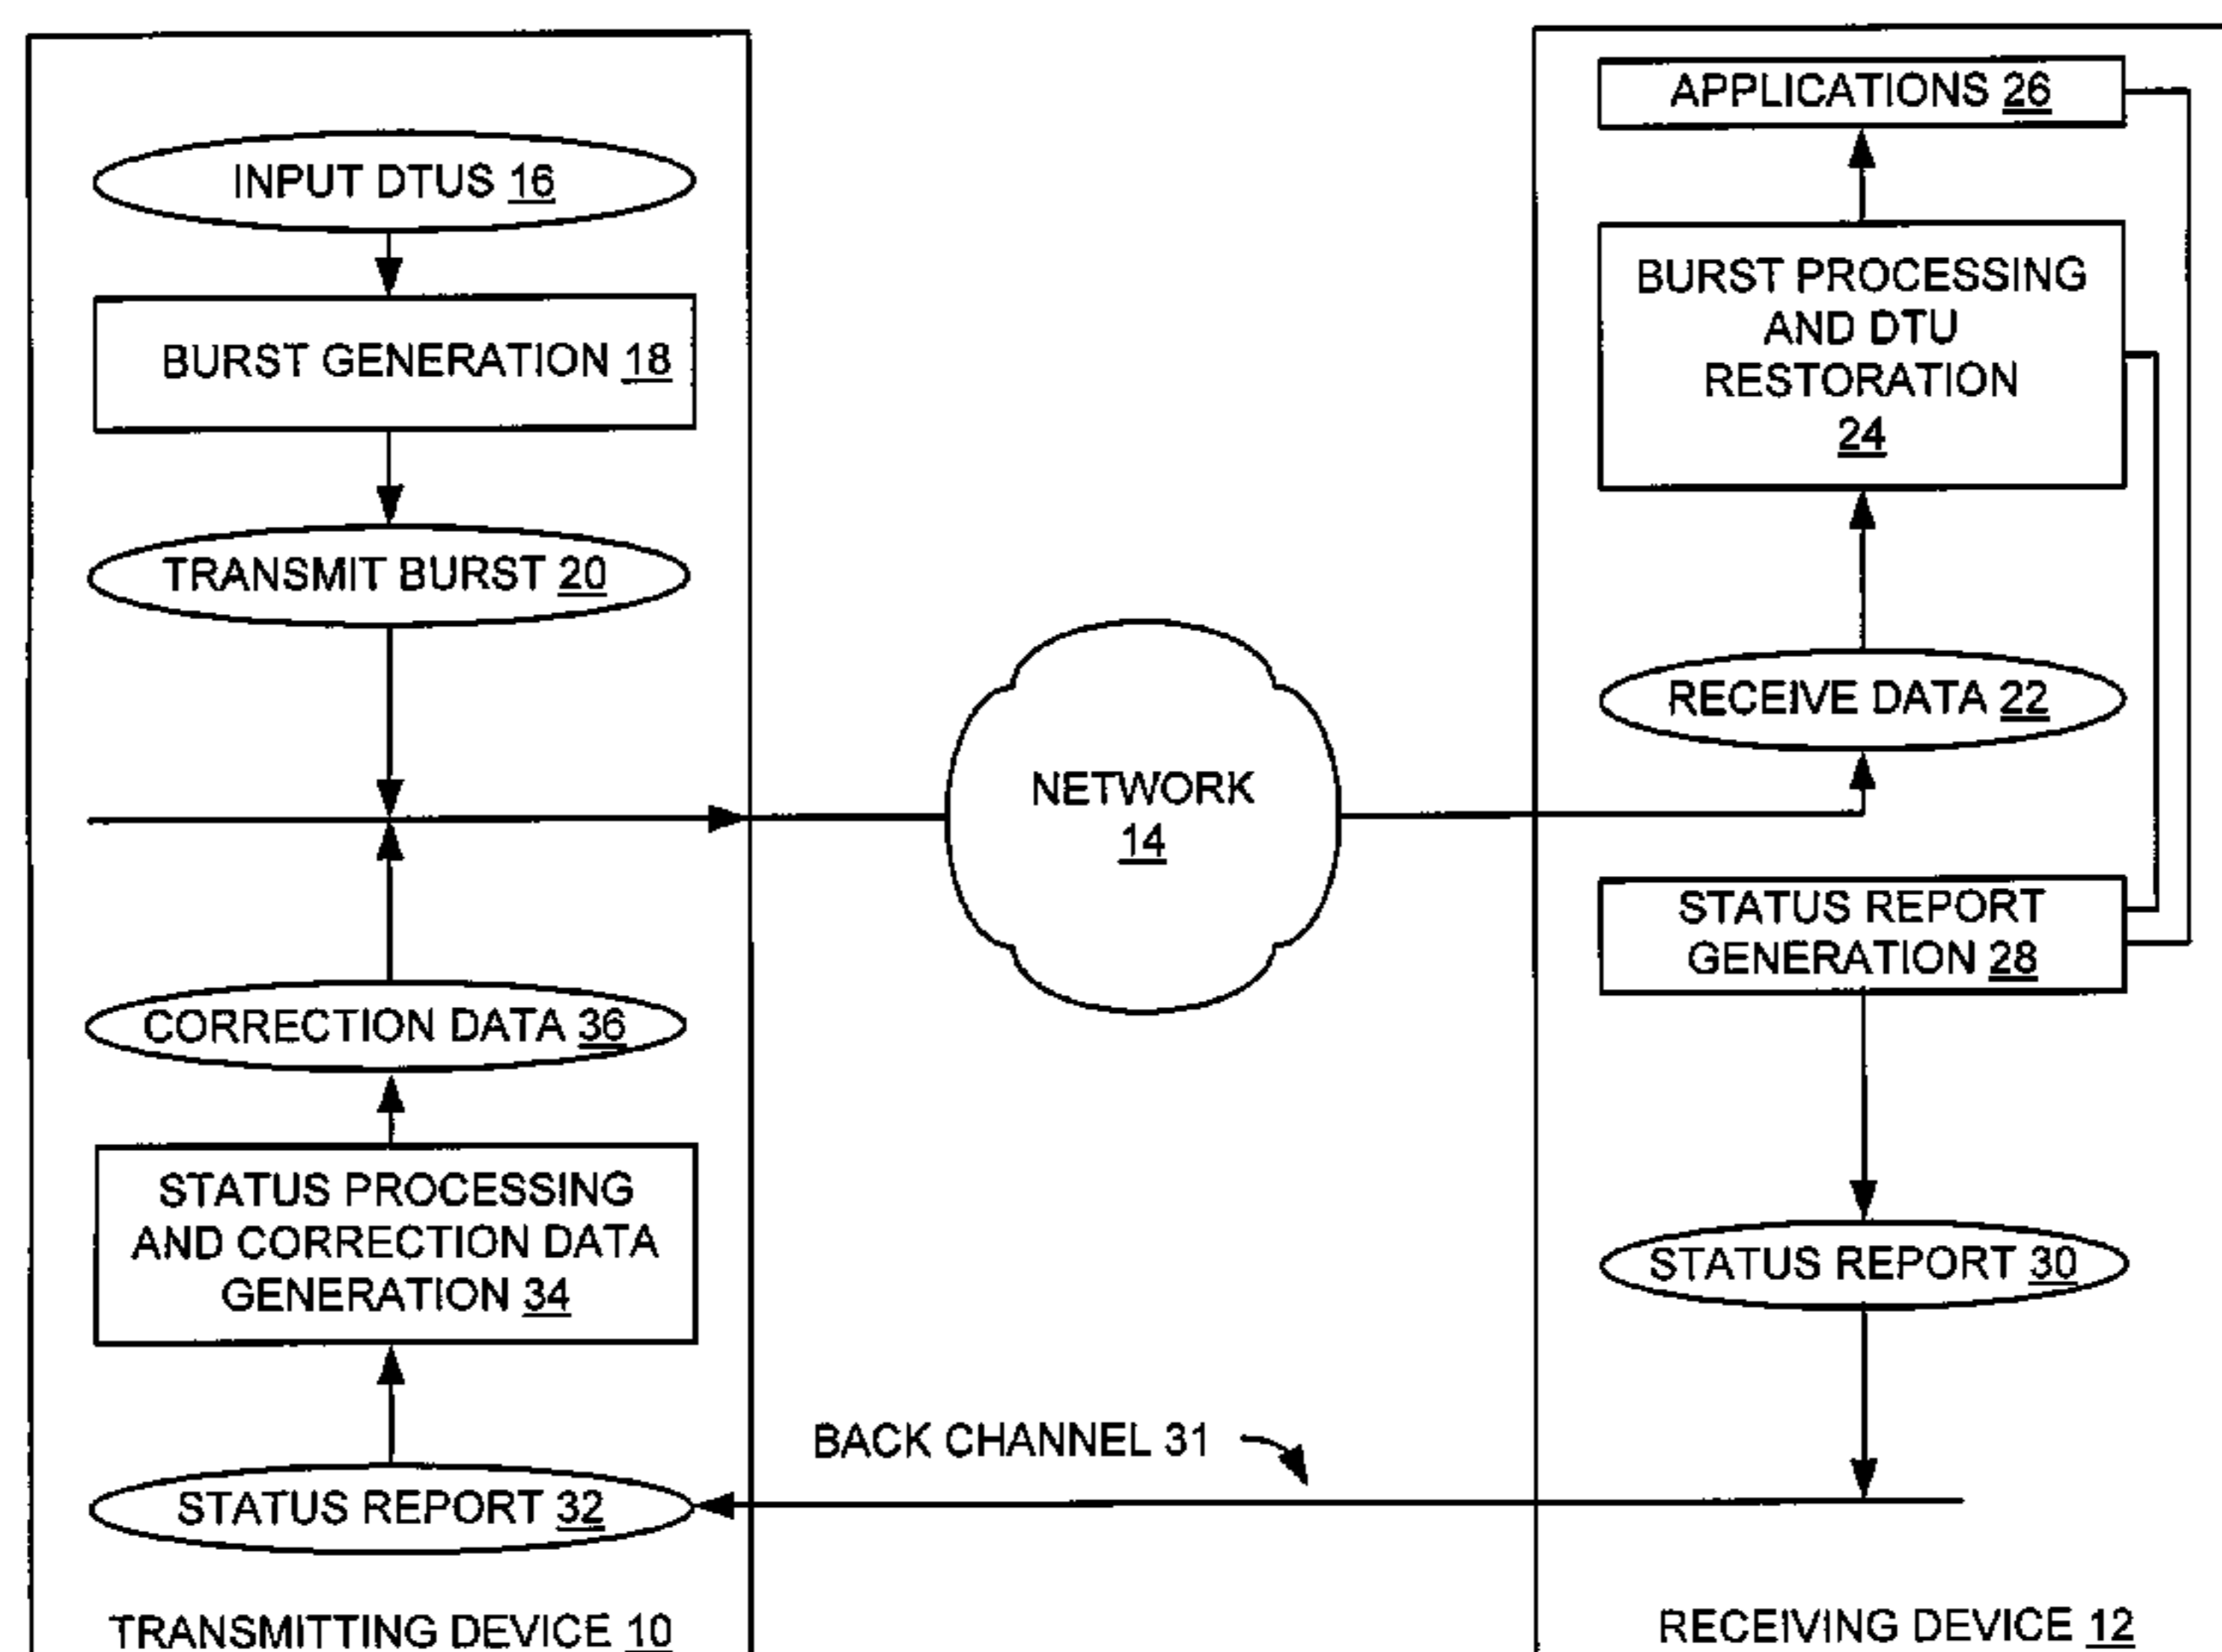 INPUT DTUS 16
BURST GENERATION 18
TRANSMIT BURST 20
CORRECTION DATA 36
STATUS PROCESSING
AND CORRECTION DATA
GENERATION 34
STATUS REPORT 32
TRANSMITTING DEVICE 10
NETWORK
14
BACK CHANNEL 31
APPLICATIONS 26
BURST PROCESSING
AND DTU
RESTORATION
24
RECEIVE DATA 22
STATUS REPORT
GENERATION 28
STATUS REPORT 30
RECEIVING DEVICE 12